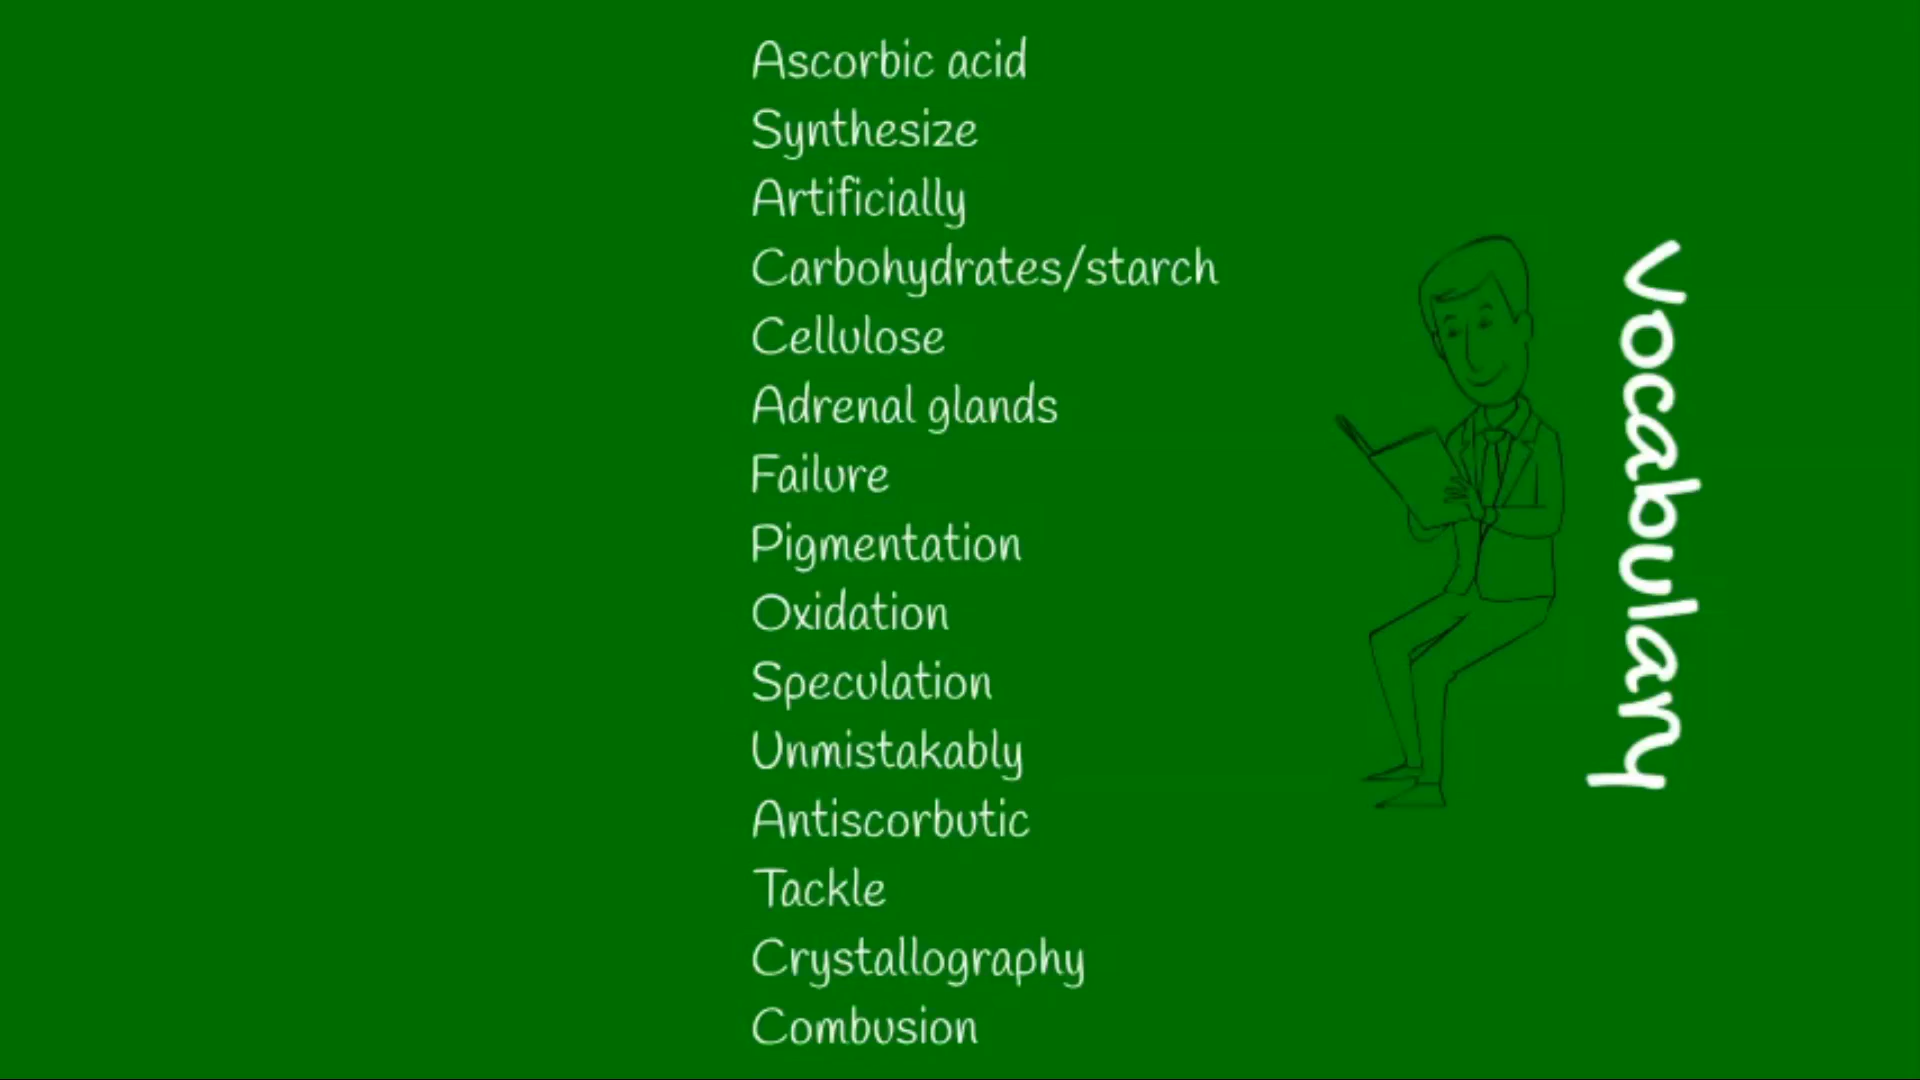 Ascorbic acid
Synthesize
Artificially
Carbohydrates/starch
Cellulose
Adrenal glands
Failure
Pigmentation
Oxidation
Speculation
Unmistakably
Antiscorbutic
Tackle
Crystallography
Combusion
Vocabulary